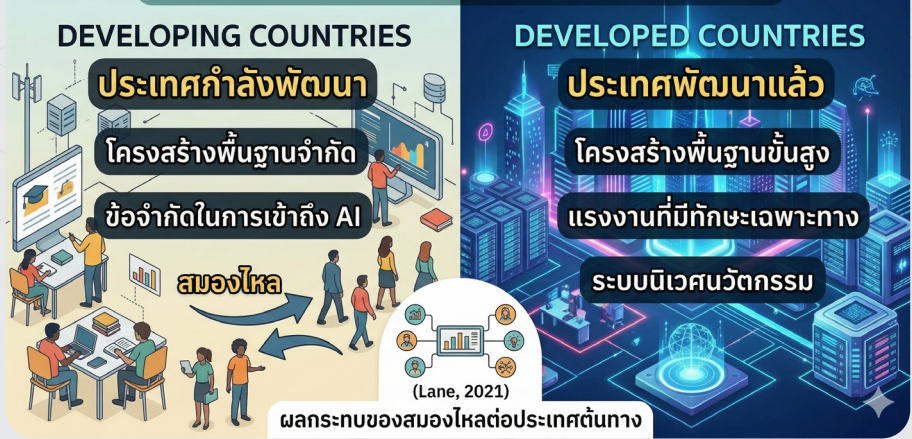 DEVELOPING COUNTRIES
ประเทศกำลังพัฒนา
โครงสร้างพื้นฐานจำกัด
ข้อจำกัดในการเข้าถึง AI
สมองไหล
DEVELOPED COUNTRIES
ประเทศพัฒนาแล้ว
โครงสร้างพื้นฐานขั้นสูง
แรงงานที่มีทักษะเฉพาะทาง
ระบบนิเวศนวัตกรรม
(Lane, 2021)
ผลกระทบของสมองไหลต่อประเทศต้นทาง